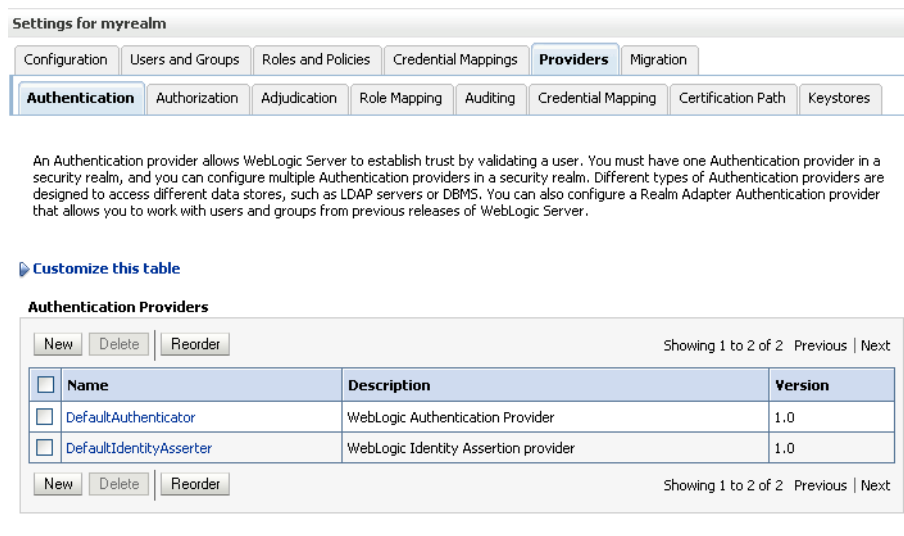 Settings for myrealm
Configuration Users and Groups Roles and Policies Credential Mappings Providers Migration
Authentication Authorization Adjudication Role Mapping Auditing Credential Mapping Certification Path Keystores
An Authentication provider allows WebLogic Server to establish trust by validating a user. You must have one Authentication provider in a
security realm, and you can configure multiple Authentication providers in a security realm. Different types of Authentication providers are
designed to access different data stores, such as LDAP servers or DBMS. You can also configure a Realm Adapter Authentication provider
that allows you to work with users and groups from previous releases of WebLogic Server.
Customize this table
Authentication Providers
New Delete Reorder Showing 1 to 2 of 2 Previous | Next
Name Description Version
DefaultAuthenticator WebLogic Authentication Provider 1.0
DefaultIdentityAsserter WebLogic Identity Assertion provider 1.0
New Delete Reorder Showing 1 to 2 of 2 Previous | Next